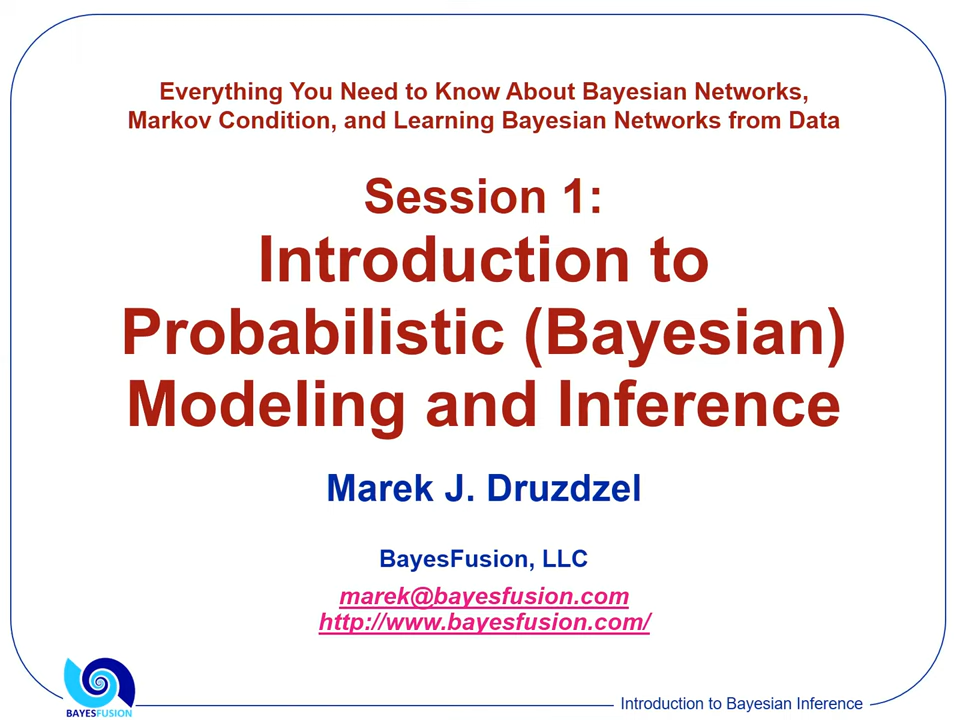 Everything You Need to Know About Bayesian Networks,
Markov Condition, and Learning Bayesian Networks from Data
Session 1:
Introduction to
Probabilistic (Bayesian)
Modeling and Inference
Marek J. Druzdzel
BayesFusion, LLC
marek@bayesfusion.com
http://www.bayesfusion.com/
BAYESFUSION
Introduction to Bayesian Inference